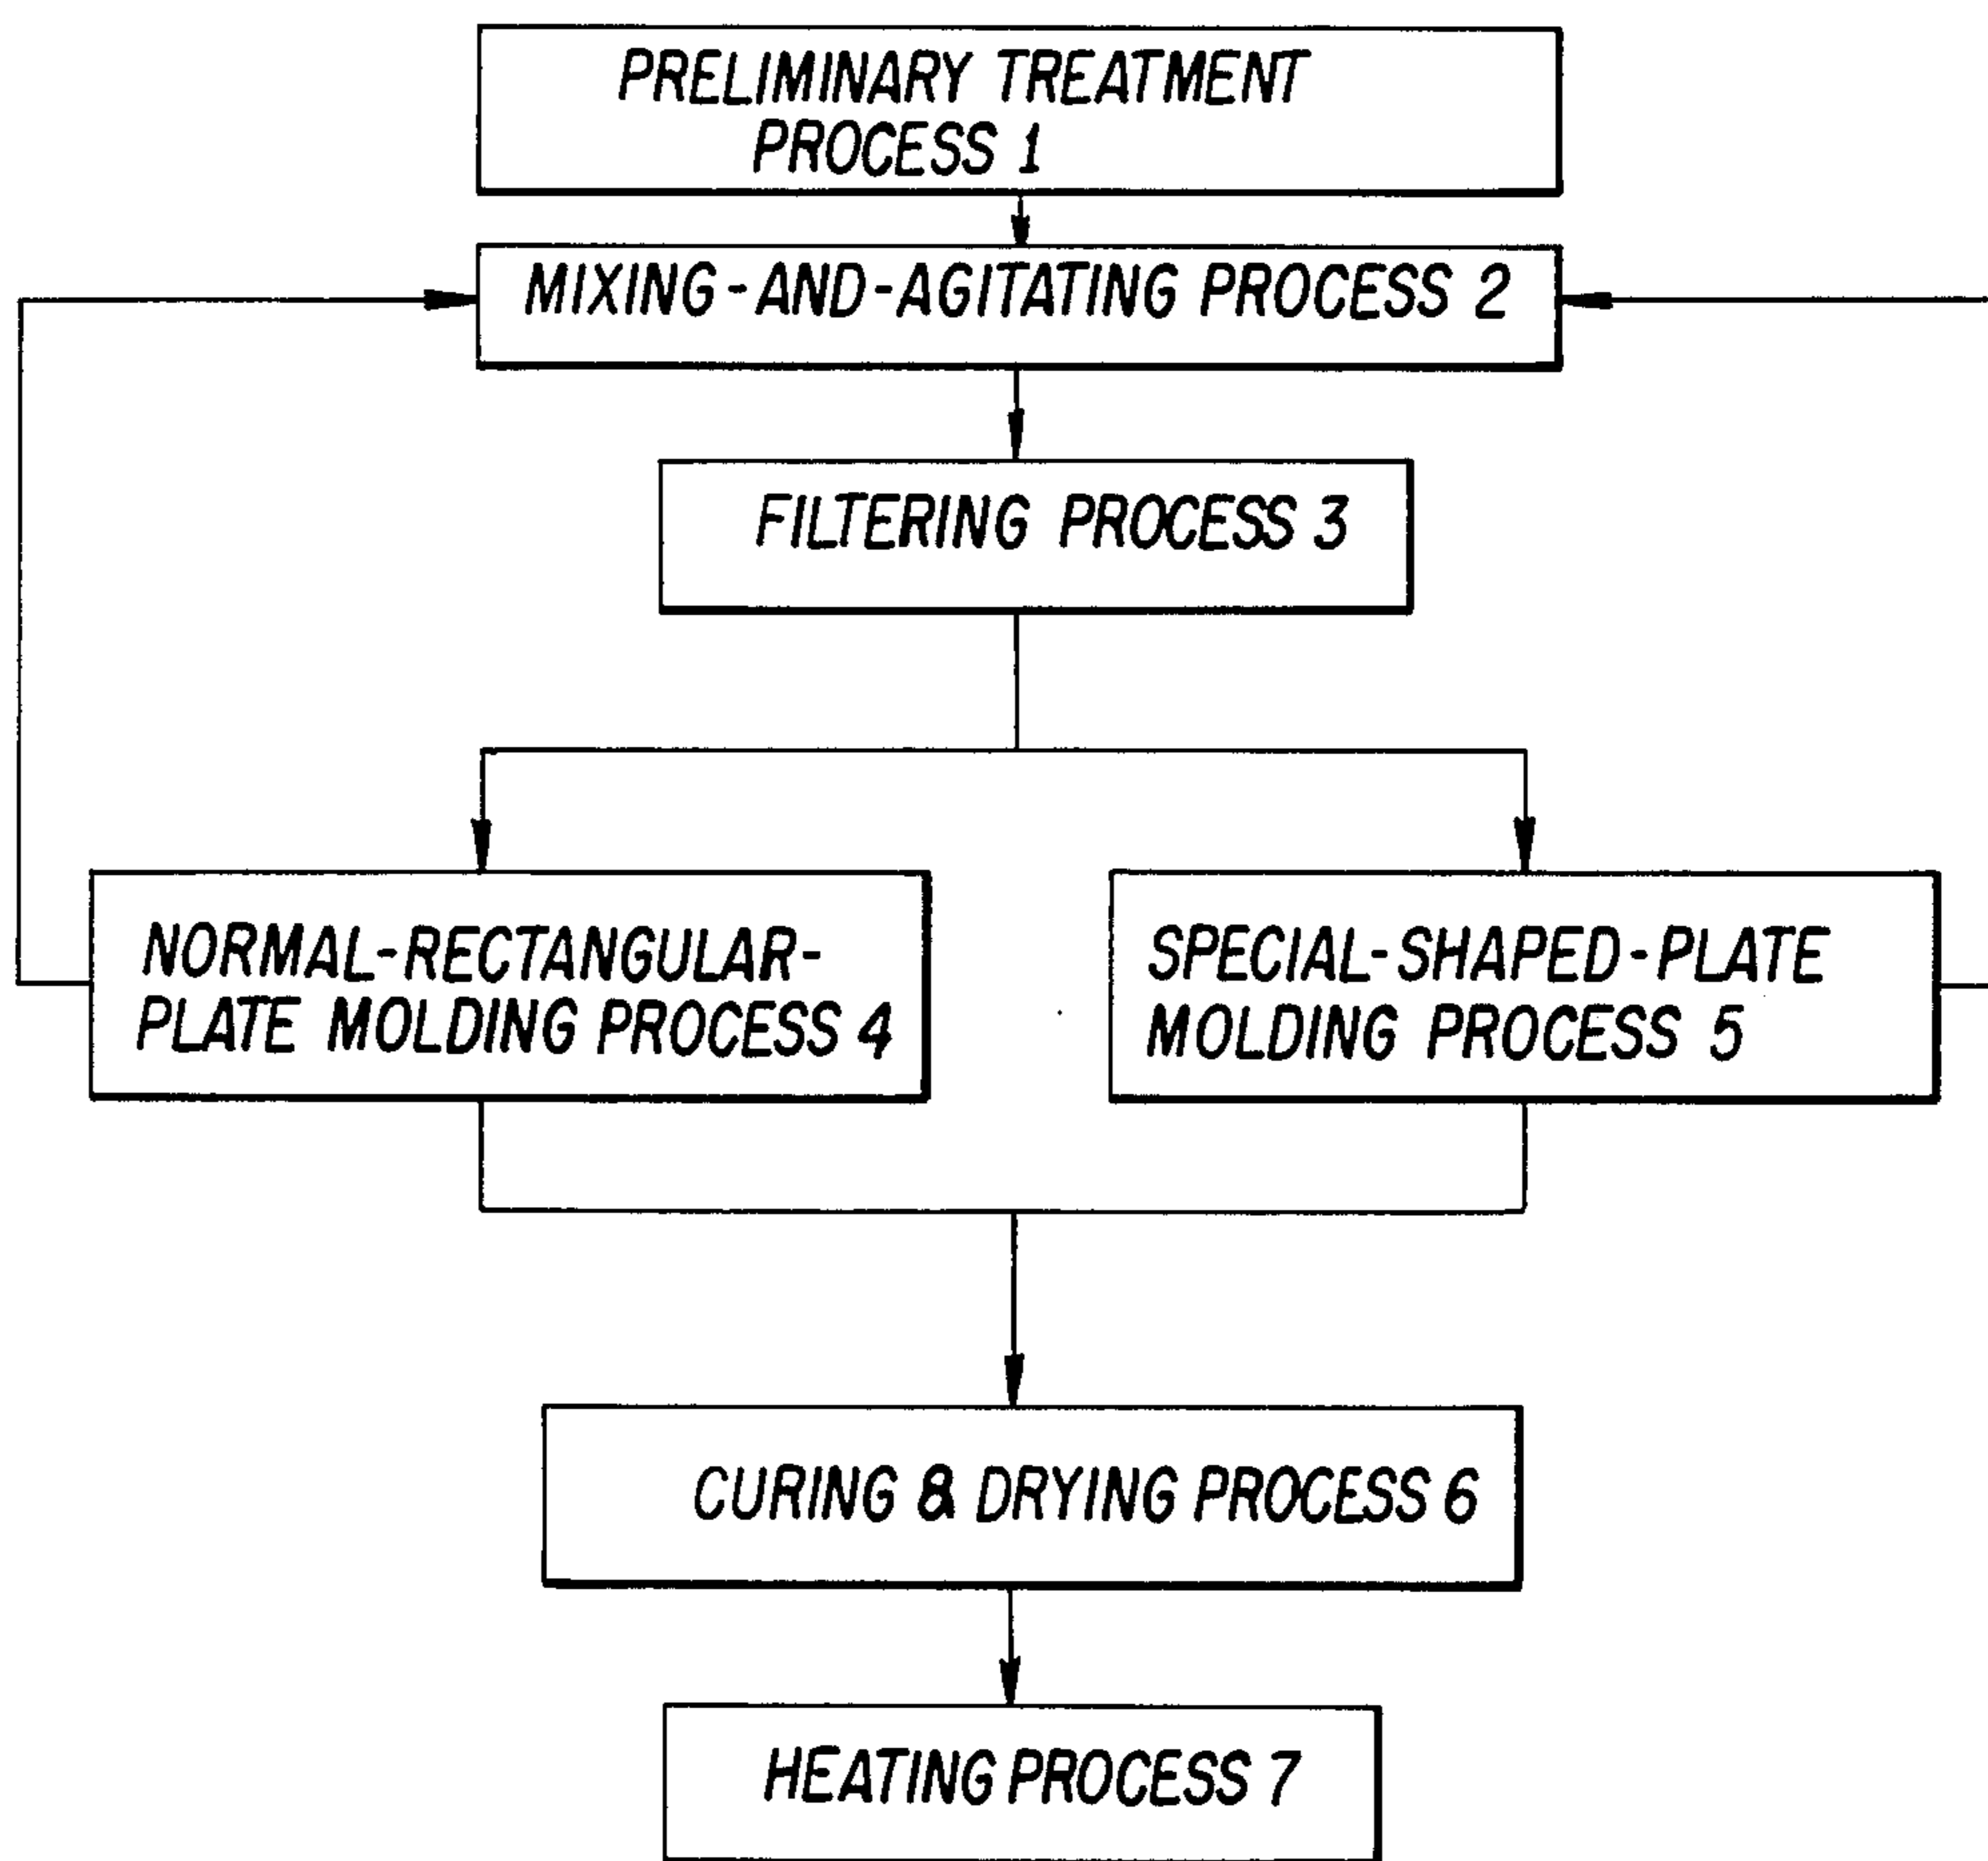 PRELIMINARY TREATMENT
PROCESS 1
MIXING-AND-AGITATING PROCESS 2
FILTERING PROCESS 3
NORMAL-RECTANGULAR-
PLATE MOLDING PROCESS 4
SPECIAL-SHAPED-PLATE
MOLDING PROCESS 5
CURING & DRYING PROCESS 6
HEATING PROCESS 7